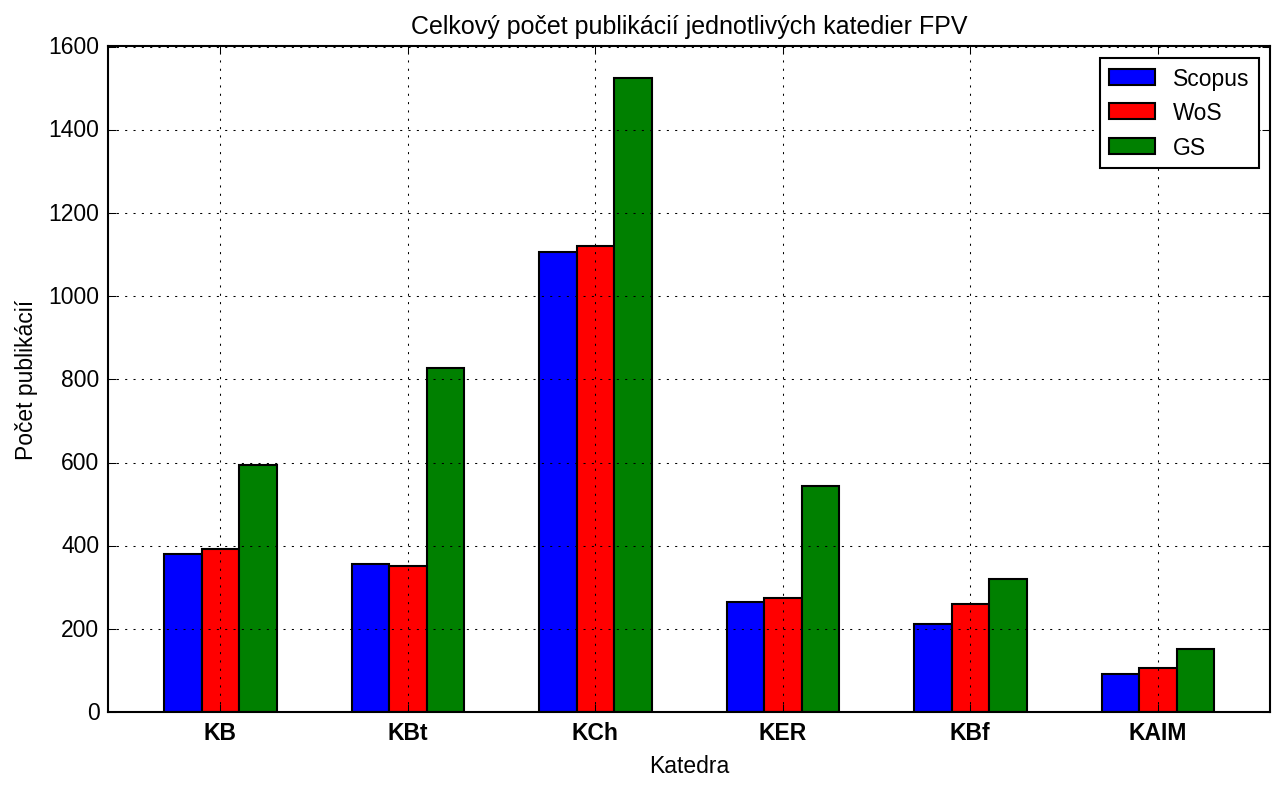 Celkový počet publikácií jednotlivých katedier FPV
1600
1400
1200
1000
800
600
400
200
0
Počet publikácií
Scopus
WoS
GS
KB KBt KCh KER KBf KAIM
Katedra